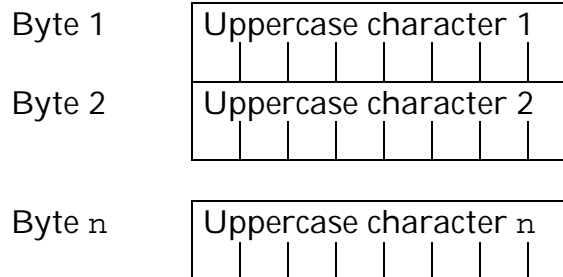 Byte 1 Uppercase character 1
Byte 2 Uppercase character 2
Byte n Uppercase character n